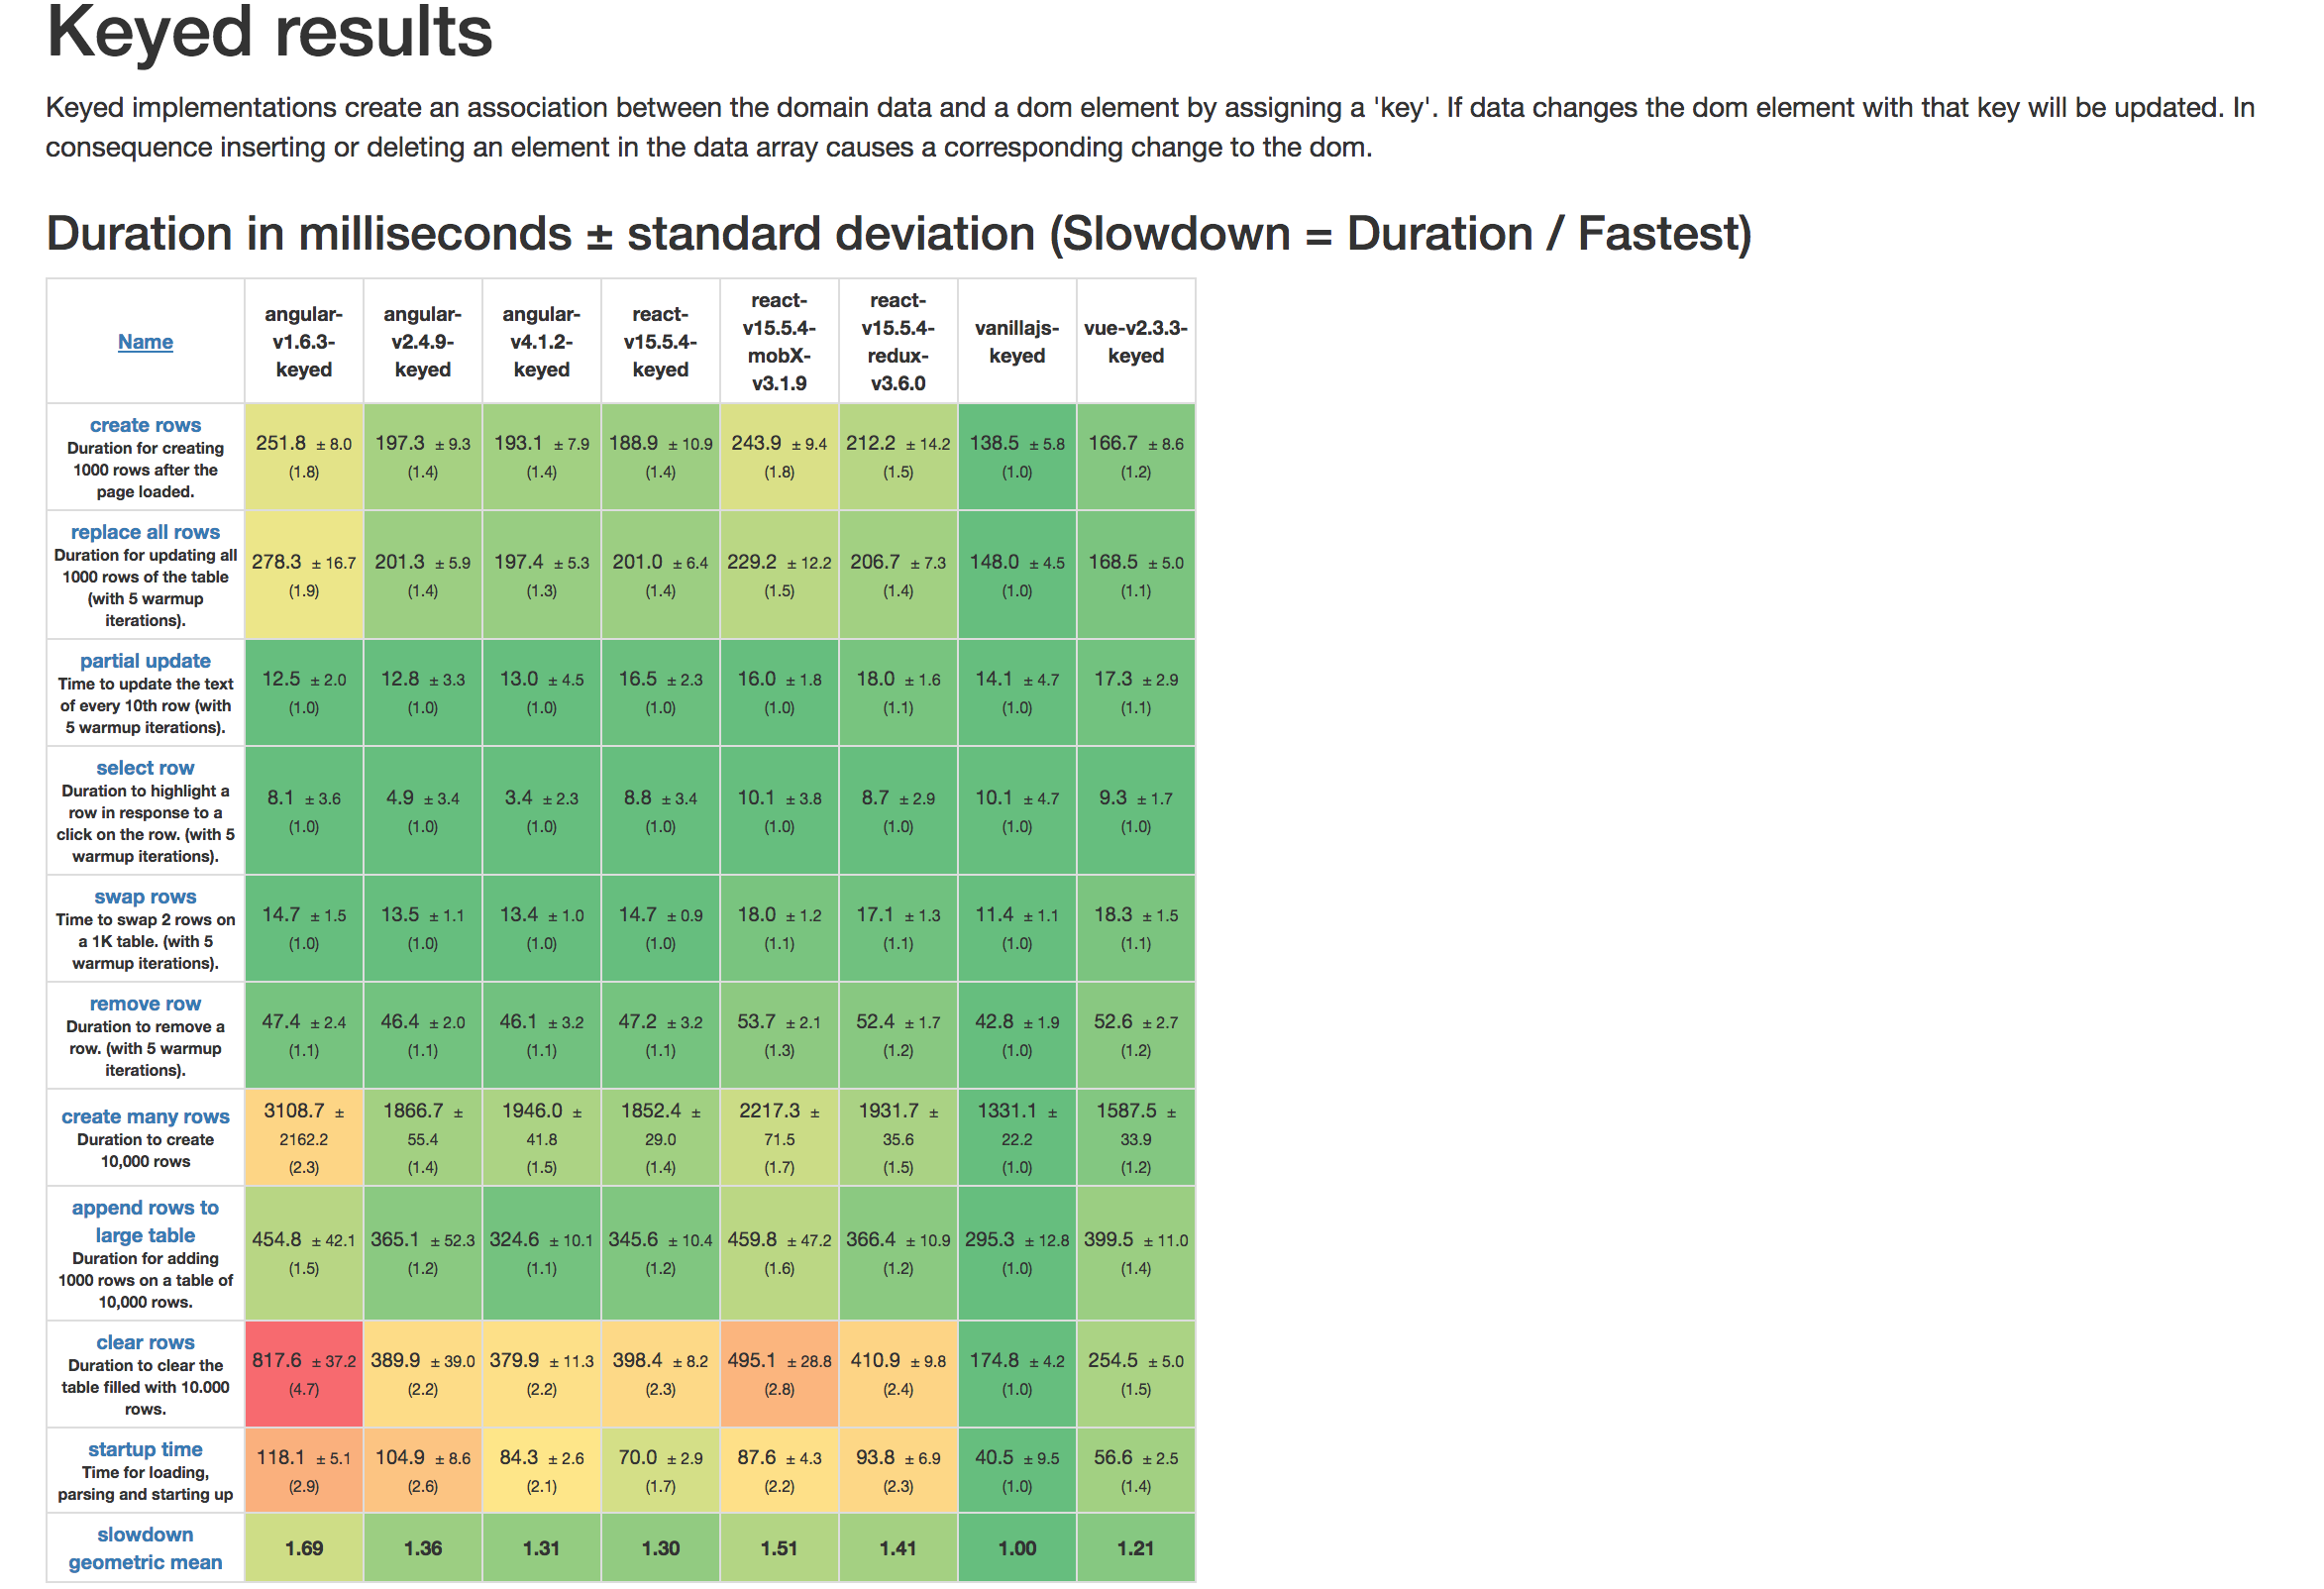 Keyed results
Keyed implementations create an association between the domain data and a dom element by assigning a 'key'. If data changes the dom element with that key will be updated. In
consequence inserting or deleting an element in the data array causes a corresponding change to the dom.
Duration in milliseconds ± standard deviation (Slowdown = Duration / Fastest)
Name
angular-
v1.6.3-
keyed
angular-
v2.4.9-
keyed
angular-
v4.1.2-
keyed
react-
v15.5.4-
keyed
react-
v15.5.4-
mobX-
v3.1.9
react-
v15.5.4-
redux-
v3.6.0
vanillajs-
keyed
vue-v2.3.3-
keyed
create rows
Duration for creating
1000 rows after the
page loaded.
251.8 ± 8.0
(1.8)
197.3 ± 9.3
(1.4)
193.1 ± 7.9
(1.4)
188.9 ± 10.9
(1.4)
243.9 ± 9.4
(1.8)
212.2 ± 14.2
(1.5)
138.5 ± 5.8
(1.0)
166.7 ± 8.6
(1.2)
replace all rows
Duration for updating all
1000 rows of the table
(with 5 warmup
iterations).
278.3 ± 16.7
(1.9)
201.3 ± 5.9
(1.4)
197.4 ± 5.3
(1.3)
201.0 ± 6.4
(1.4)
229.2 ± 12.2
(1.5)
206.7 ± 7.3
(1.4)
148.0 ± 4.5
(1.0)
168.5 ± 5.0
(1.1)
partial update
Time to update the text
of every 10th row (with
5 warmup iterations).
12.5 ± 2.0
(1.0)
12.8 ± 3.3
(1.0)
13.0 ± 4.5
(1.0)
16.5 ± 2.3
(1.0)
16.0 ± 1.8
(1.0)
18.0 ± 1.6
(1.1)
14.1 ± 4.7
(1.0)
17.3 ± 2.9
(1.1)
select row
Duration to highlight a
row in response to a
click on the row. (with 5
warmup iterations).
8.1 ± 3.6
(1.0)
4.9 ± 3.4
(1.0)
3.4 ± 2.3
(1.0)
8.8 ± 3.4
(1.0)
10.1 ± 3.8
(1.0)
8.7 ± 2.9
(1.0)
10.1 ± 4.7
(1.0)
9.3 ± 1.7
(1.0)
swap rows
Time to swap 2 rows on
a 1K table. (with 5
warmup iterations).
14.7 ± 1.5
(1.0)
13.5 ± 1.1
(1.0)
13.4 ± 1.0
(1.0)
14.7 ± 0.9
(1.0)
18.0 ± 1.2
(1.1)
17.1 ± 1.3
(1.1)
11.4 ± 1.1
(1.0)
18.3 ± 1.5
(1.1)
remove row
Duration to remove a
row. (with 5 warmup
iterations).
47.4 ± 2.4
(1.1)
46.4 ± 2.0
(1.1)
46.1 ± 3.2
(1.1)
47.2 ± 3.2
(1.1)
53.7 ± 2.1
(1.3)
52.4 ± 1.7
(1.2)
42.8 ± 1.9
(1.0)
52.6 ± 2.7
(1.2)
create many rows
Duration to create
10,000 rows
3108.7 ±
2162.2
(2.3)
1866.7 ±
55.4
(1.4)
1946.0 ±
41.8
(1.5)
1852.4 ±
29.0
(1.4)
2217.3 ±
71.5
(1.7)
1931.7 ±
35.6
(1.5)
1331.1 ±
22.2
(1.0)
1587.5 ±
33.9
(1.2)
append rows to
large table
Duration for adding
1000 rows on a table of
10,000 rows.
454.8 ± 42.1
(1.5)
365.1 ± 52.3
(1.2)
324.6 ± 10.1
(1.1)
345.6 ± 10.4
(1.2)
459.8 ± 47.2
(1.6)
366.4 ± 10.9
(1.2)
295.3 ± 12.8
(1.0)
399.5 ± 11.0
(1.4)
clear rows
Duration to clear the
table filled with 10.000
rows.
817.6 ± 37.2
(4.7)
389.9 ± 39.0
(2.2)
379.9 ± 11.3
(2.2)
398.4 ± 8.2
(2.3)
495.1 ± 28.8
(2.8)
410.9 ± 9.8
(2.4)
174.8 ± 4.2
(1.0)
254.5 ± 5.0
(1.5)
startup time
Time for loading,
parsing and starting up
118.1 ± 5.1
(2.9)
104.9 ± 8.6
(2.6)
84.3 ± 2.6
(2.1)
70.0 ± 2.9
(1.7)
87.6 ± 4.3
(2.2)
93.8 ± 6.9
(2.3)
40.5 ± 9.5
(1.0)
56.6 ± 2.5
(1.4)
slowdown
geometric mean
1.69
1.36
1.31
1.30
1.51
1.41
1.00
1.21